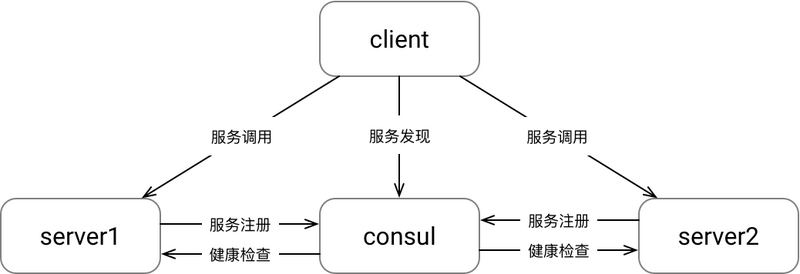 client
服务调用
服务发现
服务调用
server1
服务注册
健康检查
consul
服务注册
健康检查
server2